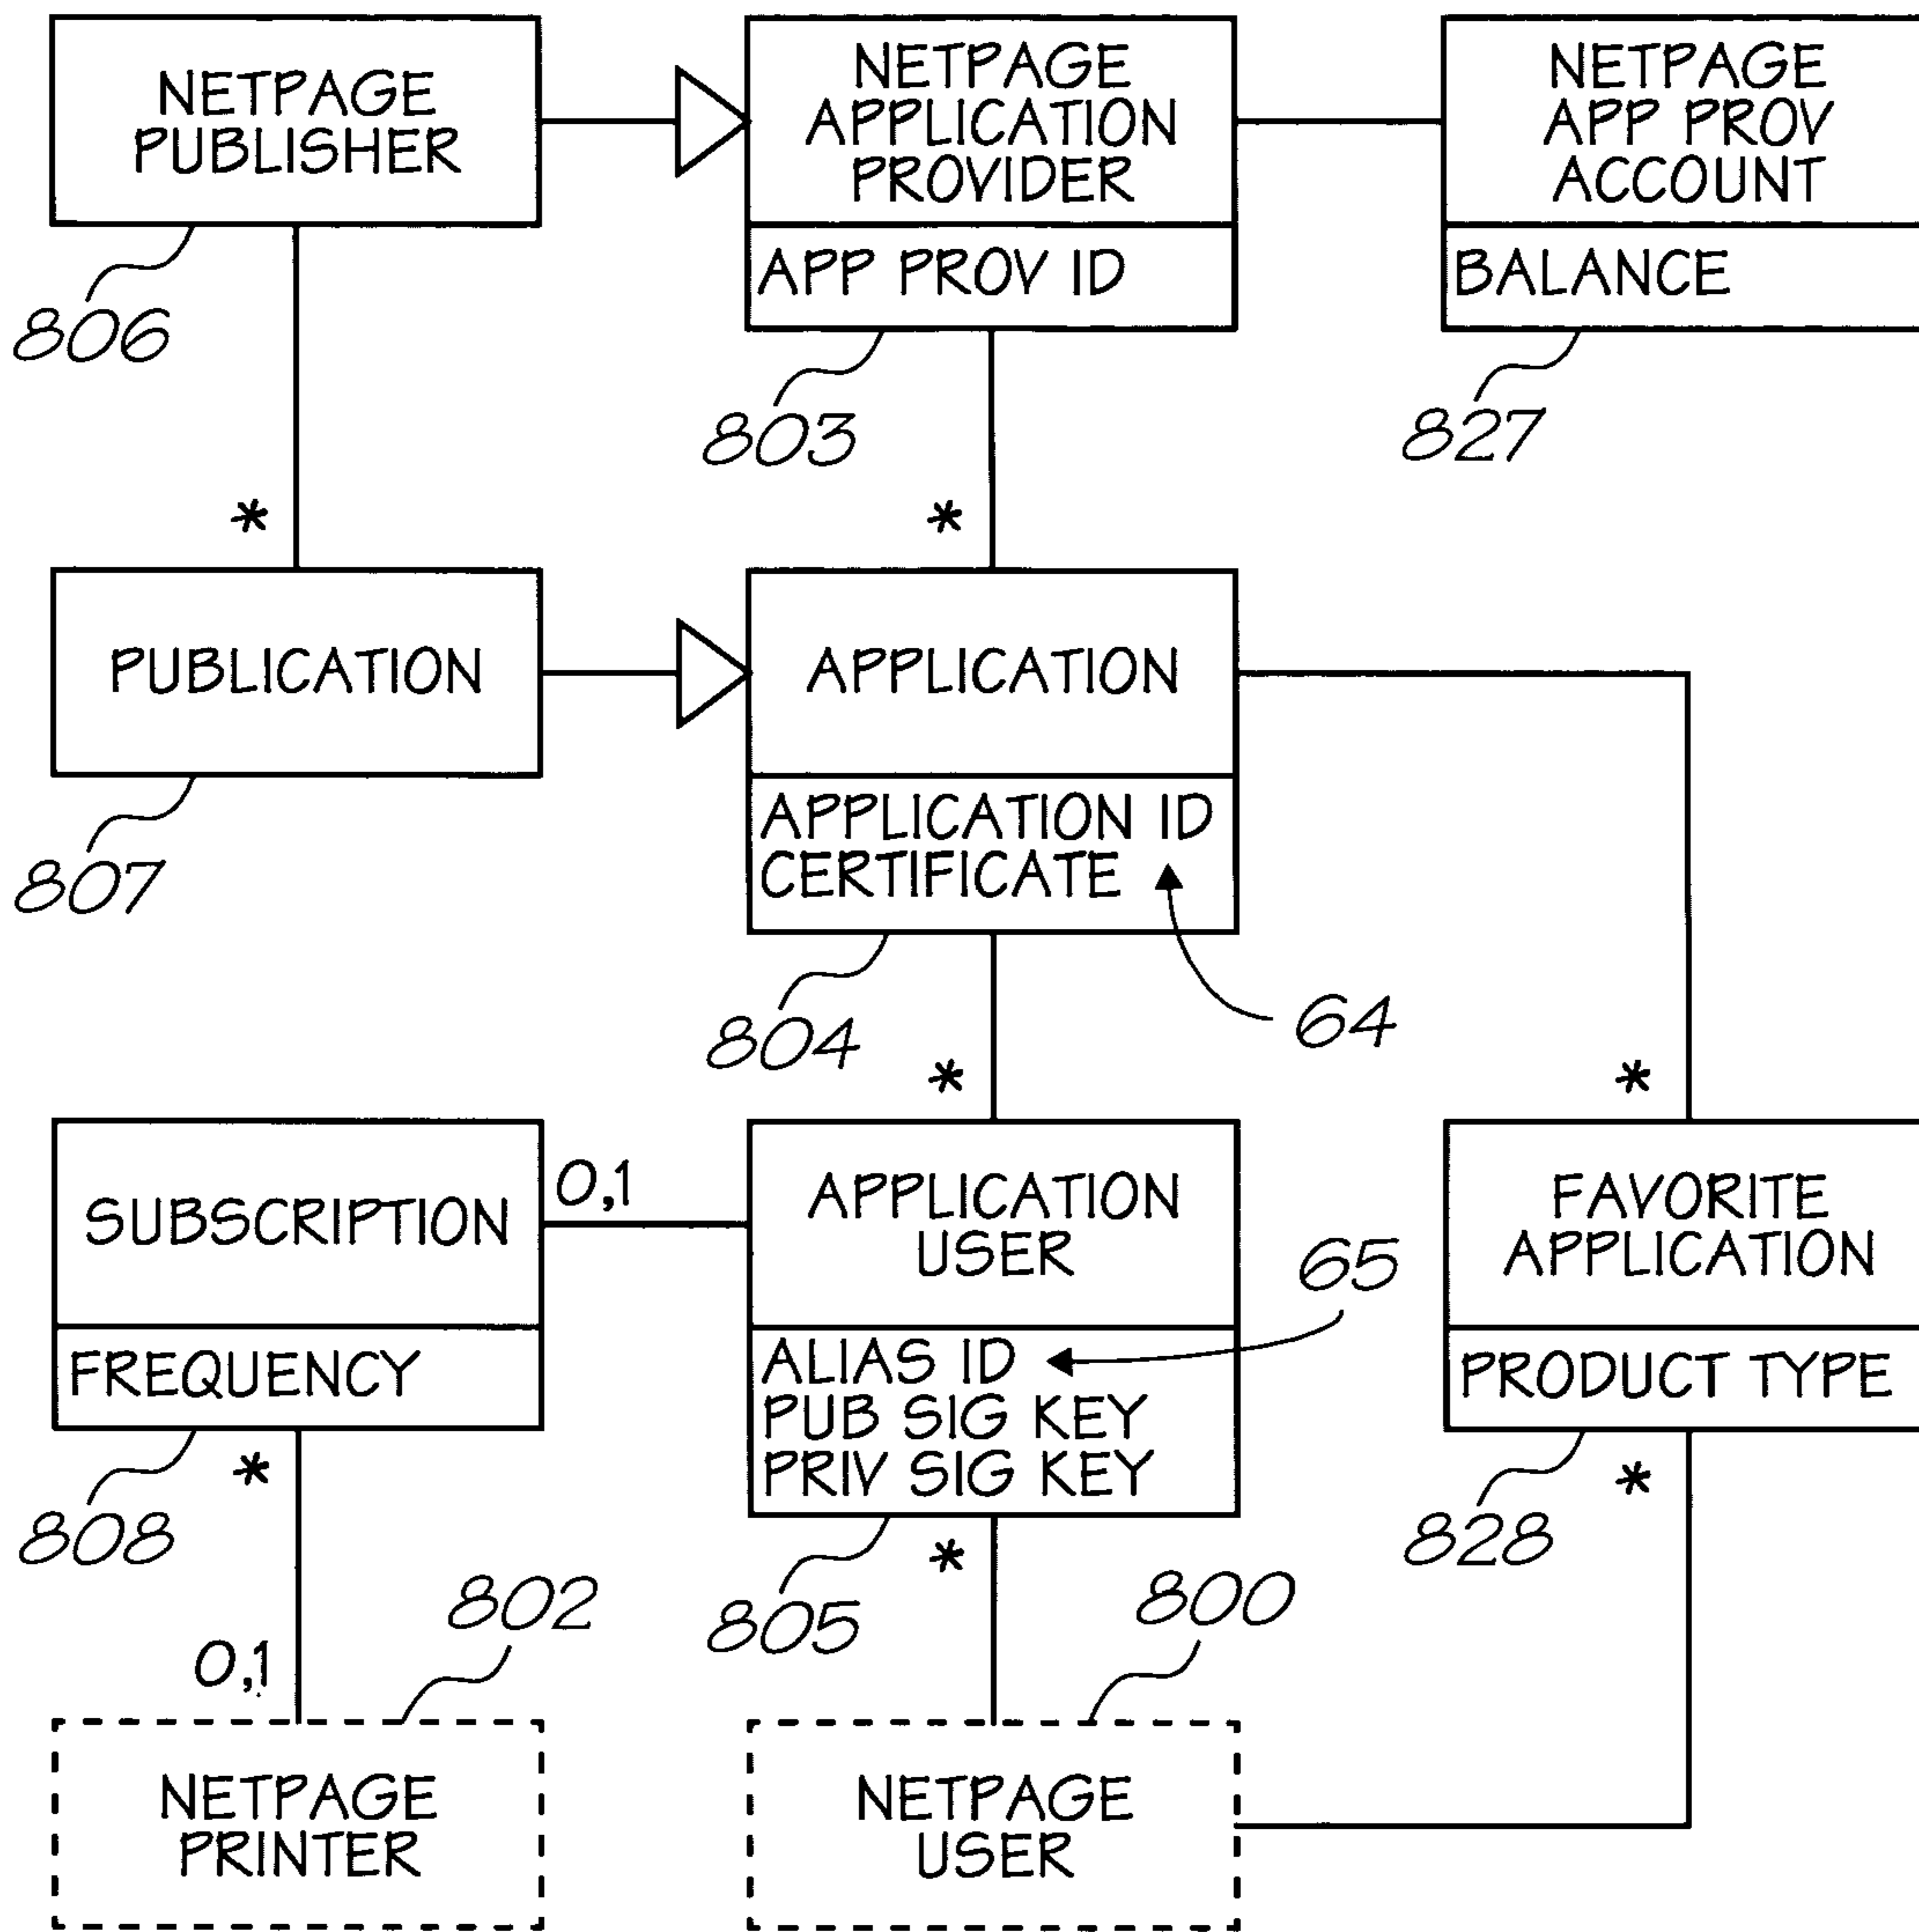 NETPAGE
PUBLISHER
NETPAGE
APPLICATION
PROVIDER
APP PROV ID
NETPAGE
APP PROV
ACCOUNT
BALANCE
806
803
827
*
*
PUBLICATION
APPLICATION
APPLICATION ID
CERTIFICATE
807
804
64
*
*
SUBSCRIPTION
FREQUENCY
0,1
APPLICATION
USER
ALIAS ID
PUB SIG KEY
PRIV SIG KEY
65
FAVORITE
APPLICATION
PRODUCT TYPE
808
*
802
805
*
800
828
*
0,1
NETPAGE
PRINTER
NETPAGE
USER